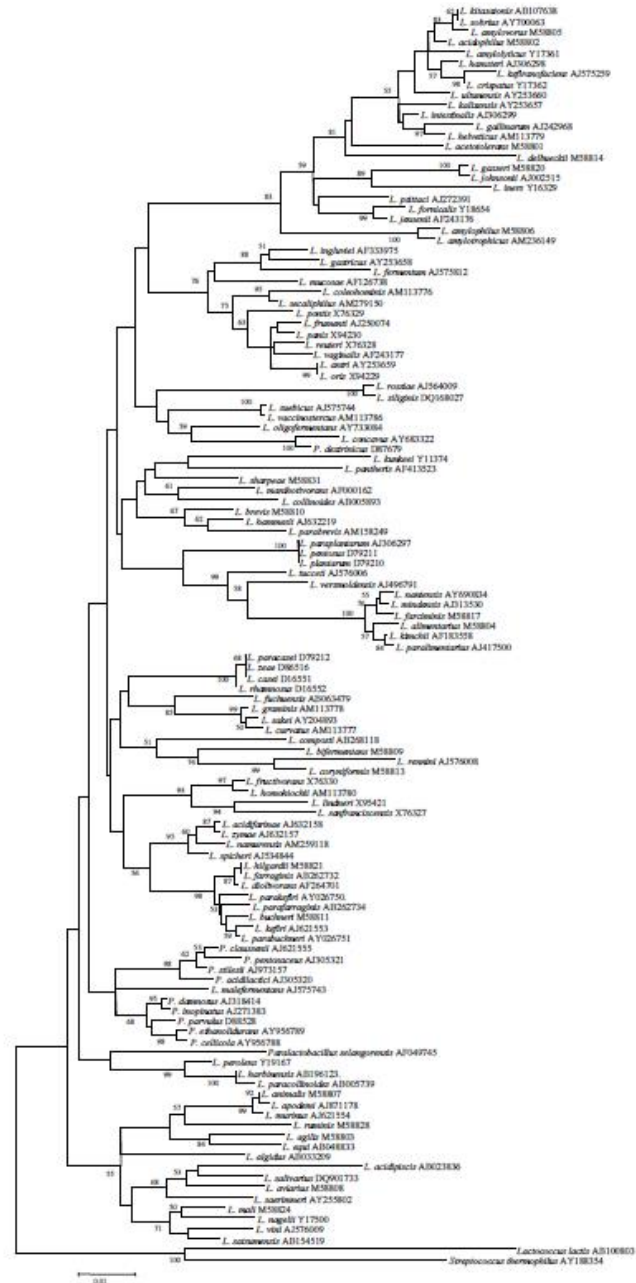 L. kitasatonis AB107638
L. sobrius AY700063
L. amylovorus M58805
L. acidophilus M58802
L. amylolyticus Y17361
L. hamsteri AJ306298
L. kefiranofaciens AJ575259
L. crispatus Y17362
L. ultunensis AY253660
L. kalixensis AY253657
L. intestinalis AJ306299
L. gallinarum AJ242968
L. helveticus AM113779
L. acetotolerans M58801
L. delbueckii M58814
L. gasseri M58820
L. johnsonii AJ002515
L. iners Y16329
L. psittaci AJ272391
L. fornicalis Y18654
L. jensenii AF243176
L. amylophilus M58806
L. amylotrophicus AM236149
L. ingluviei AF333975
L. gastricus AY253658
L. fermentum AJ575812
L. mucosae AF126738
L. coleohominis AM113776
L. secaliphilus AM279150
L. pontis X76329
L. frumenti AJ250074
L. panis X94230
L. reuteri X76328
L. vaginalis AF243177
L. antri AY253659
L. oris X94229
L. rossiae AJ564009
L. siliginis DQ168027
L. suebicus AJ575744
L. vaccinostercus AM113786
L. oligofermentans AY733084
L. concavus AY683322
P. dextrinicus D87679
L. kunkeei Y11374
L. pantheris AF413523
L. sharpeae M58831
L. manihotivorans AF000162
L. collinoides AB005893
L. brevis M58810
L. hammesii AJ632219
L. parabrevis AM158249
L. paraplantarum AJ306297
L. pentosus D79211
L. plantarum D79210
L. tucceti AJ576006
L. versmoldensis AJ496791
L. nantensis AY690834
L. mindensis AJ313530
L. farciminis M58817
L. alimentarius M58804
L. kimchii AF183558
L. paralimentarius AJ417500
L. paracasei D79212
L. zeae D86516
L. casei D16551
L. rhamnosus D16552
L. fuchuensis AB063479
L. graminis AM113778
L. sakei AY204893
L. curvatus AM113777
L. composti AB268118
L. bifermentans M58809
L. rennini AJ576008
L. coryniformis M58813
L. fructivorans X76330
L. homohiochii AM113780
L. lindneri X95421
L. sanfranciscensis X76327
L. acidifarinae AJ632158
L. zymae AJ632157
L. namurensis AM259118
L. spicheri AJ534844
L. hilgardii M58821
L. farraginis AB262732
L. diolivorans AF264701
L. parakefiri AY026750
L. parafarraginis AB262734
L. buchneri M58811
L. kefiri AJ621553
L. parabuchneri AY026751
P. claussenii AJ621555
P. pentosaceus AJ305321
P. stilesii AJ973157
P. acidilactici AJ305320
L. malefermentans AJ575743
P. damnosus AJ318414
P. inopinatus AJ271383
P. parvulus D88528
P. ethanolidurans AY956789
P. cellicola AY956788
Paralactobacillus selangorensis AF049745
L. perolens Y19167
L. harbinensis AB196123
L. paracollinoides AB005739
L. animalis M58807
L. apodemi AJ871178
L. murinus AJ621554
L. ruminis M58828
L. agilis M58803
L. equi AB048833
L. algidus AB033209
L. acidipiscis AB023836
L. salivarius DQ901733
L. aviarius M58808
L. saerimneri AY255802
L. mali M58824
L. nagelii Y17500
L. vini AJ576009
L. satsumensis AB154519
Lactococcus lactis AB100803
Streptococcus thermophilus AY188354
0.01